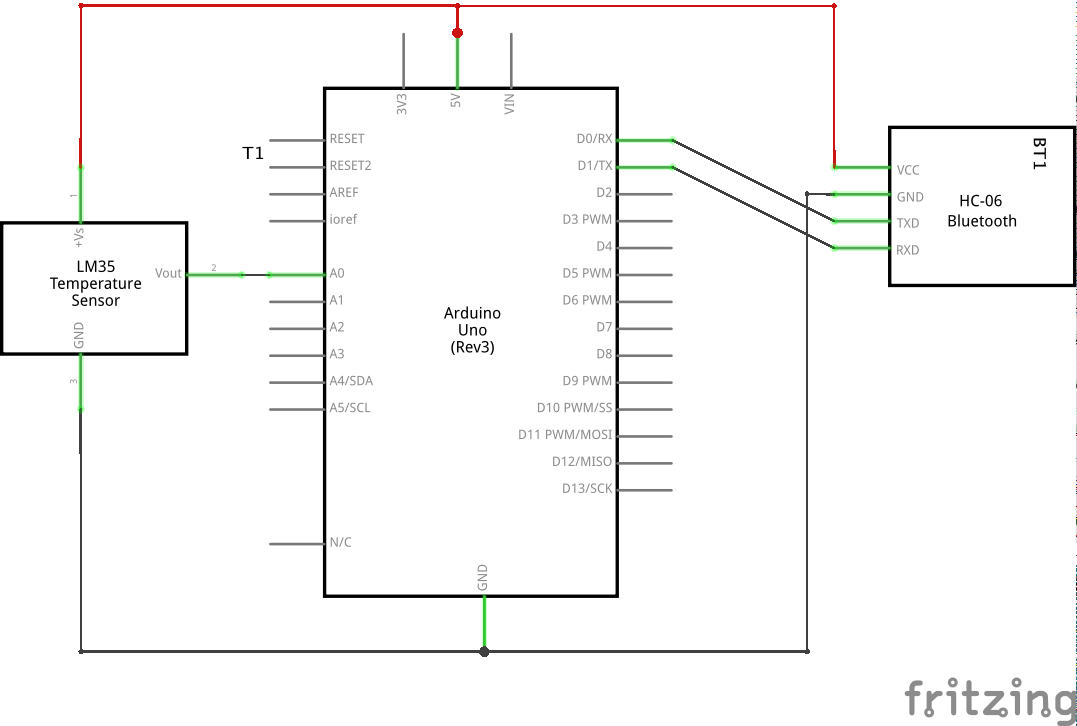 3V3
5V
VIN
T1
RESET
RESET2
AREF
ioref
A0
A1
A2
A3
A4/SDA
A5/SCL
N/C
D0/RX
D1/TX
D2
D3 PWM
D4
D5 PWM
D6 PWM
D7
D8
D9 PWM
D10 PWM/SS
D11 PWM/MOSI
D12/MISO
D13/SCK
GND
Arduino
Uno
(Rev3)
1
+Vs
LM35
Temperature
Sensor
Vout
2
GND
3
BT1
VCC
GND
TXD
RXD
HC-06
Bluetooth
fritzing